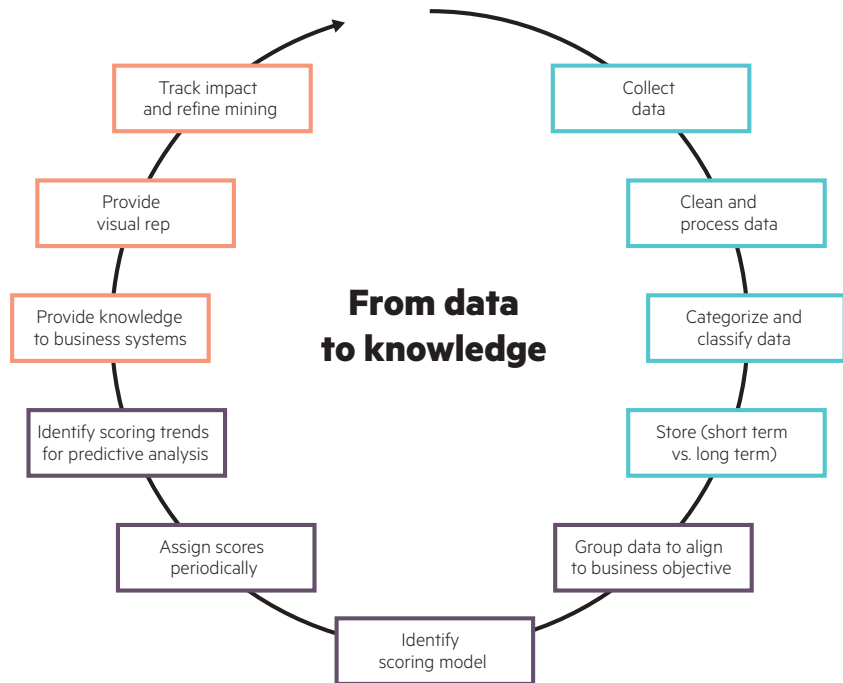 From data
to knowledge
Collect
data
Clean and
process data
Categorize and
classify data
Store (short term
vs. long term)
Group data to align
to business objective
Identify
scoring model
Assign scores
periodically
Identify scoring trends
for predictive analysis
Provide knowledge
to business systems
Provide
visual rep
Track impact
and refine mining